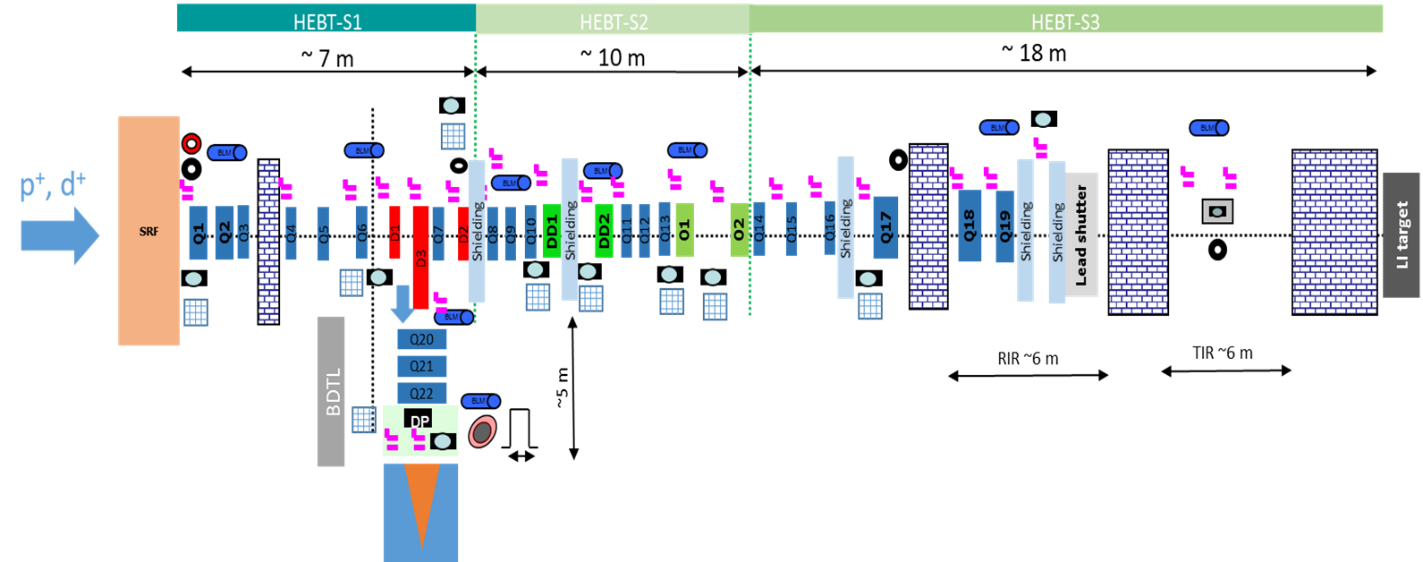 HEBT-S1
HEBT-S2
HEBT-S3
~ 7 m
~ 10 m
~ 18 m
p+, d+
SRF
BLM
BLM
BLM
BLM
BLM
BLM
BLM
Q1
Q2
Q3
Q4
Q5
Q6
D1
D3
Q7
D2
Shielding
Q8
Q9
Q10
DD1
Shielding
DD2
Q11
Q12
Q13
O1
O2
Q14
Q15
Q16
Shielding
Q17
Q18
Q19
Shielding
Shielding
Lead shutter
LI target
BLM
Q20
Q21
Q22
BDTL
BLM
DP
~5 m
RIR ~6 m
TIR ~6 m